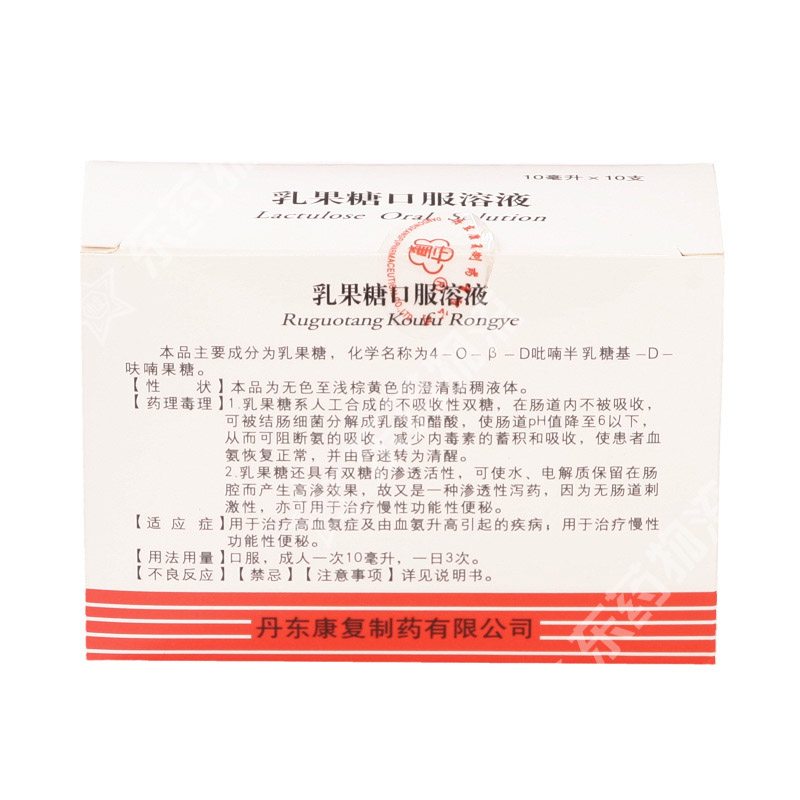 10毫升×10支
乳果糖口服溶液
Lactulose Oral Solution
乳果糖口服溶液
Ruguotang Koufu Rongye
本品主要成分为乳果糖，化学名称为4-O-β-D吡喃半乳糖基-D-
呋喃果糖。
【性　　状】本品为无色至浅棕黄色的澄清黏稠液体。
【药理毒理】1.乳果糖系人工合成的不吸收性双糖，在肠道内不被吸收，
可被结肠细菌分解成乳酸和醋酸，使肠道pH值降至6以下，
从而可阻断氨的吸收，减少内毒素的蓄积和吸收，使患者血
氨恢复正常，并由昏迷转为清醒。
2.乳果糖还具有双糖的渗透活性，可使水、电解质保留在肠
腔而产生高渗效果，故又是一种渗透性泻药，因为无肠道刺
激性，亦可用于治疗慢性功能性便秘。
【适 应 症】用于治疗高血氨症及由血氨升高引起的疾病；用于治疗慢性
功能性便秘。
【用法用量】口服，成人一次10毫升，一日3次。
【不良反应】【禁忌】【注意事项】详见说明书。
丹东康复制药有限公司